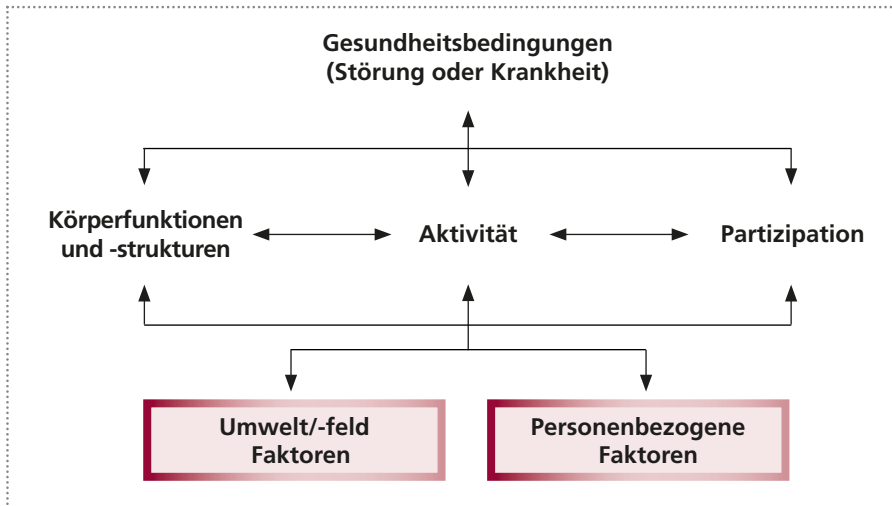 Gesundheitsbedingungen
(Störung oder Krankheit)
Körperfunktionen
und -strukturen
Aktivität
Partizipation
Umwelt/-feld
Faktoren
Personenbezogene
Faktoren